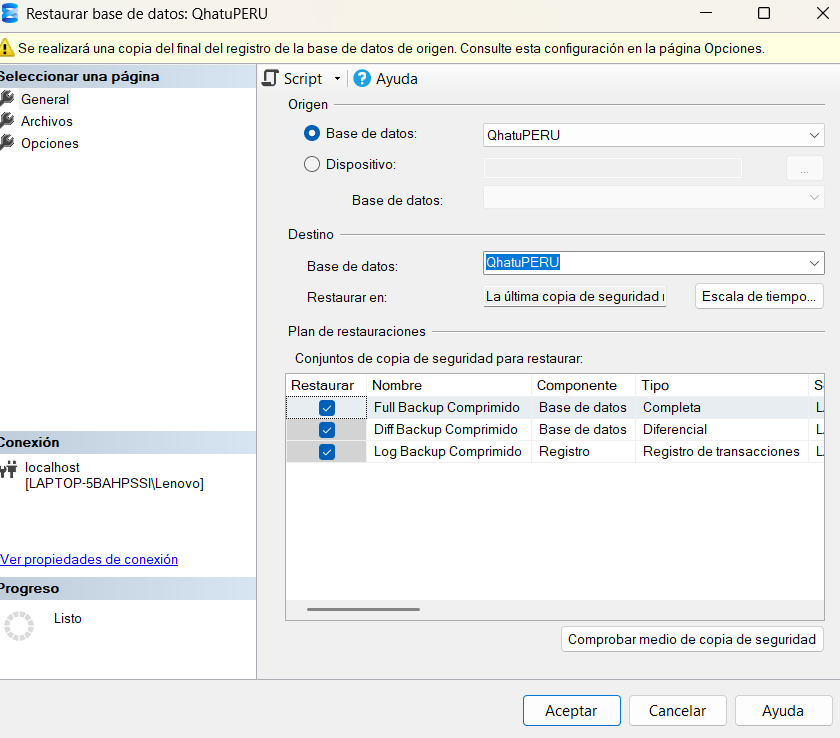 Restaurar base de datos: QhatuPERU
Se realizará una copia del final del registro de la base de datos de origen. Consulte esta configuración en la página Opciones.
Seleccionar una página
General
Archivos
Opciones
Script
Ayuda
Origen
Base de datos: QhatuPERU
Dispositivo:
...
Base de datos:
Destino
Base de datos: QhatuPERU
Restaurar en: La última copia de seguridad Escala de tiempo...
Plan de restauraciones
Conjuntos de copia de seguridad para restaurar:
Restaurar Nombre Componente Tipo
Full Backup Comprimido Base de datos Completa
Diff Backup Comprimido Base de datos Diferencial
Log Backup Comprimido Registro Registro de transacciones
Comprobar medio de copia de seguridad
Conexión
localhost
[LAPTOP-5BAHPSSI\Lenovo]
Ver propiedades de conexión
Progreso
Listo
Aceptar Cancelar Ayuda